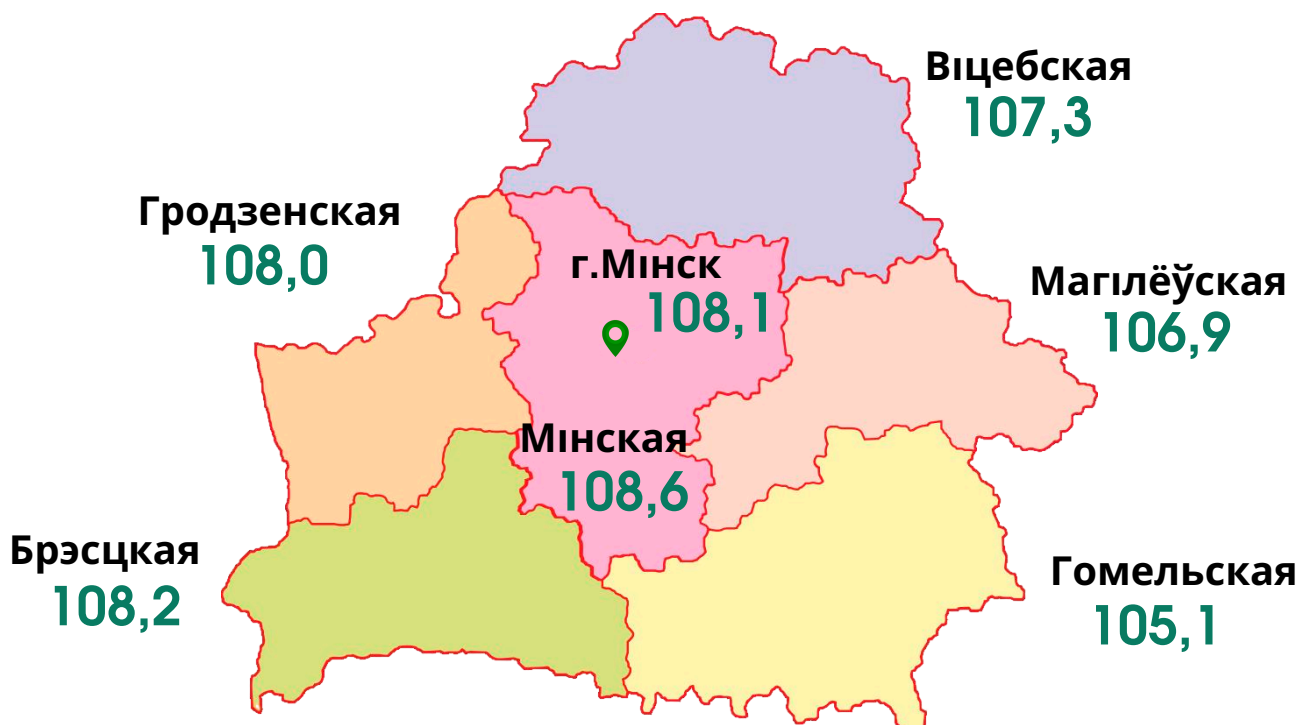 Віцебская
107,3
Гродзенская
108,0
г.Мінск
108,1
Магілёўская
106,9
Мінская
108,6
Брэсцкая
108,2
Гомельская
105,1